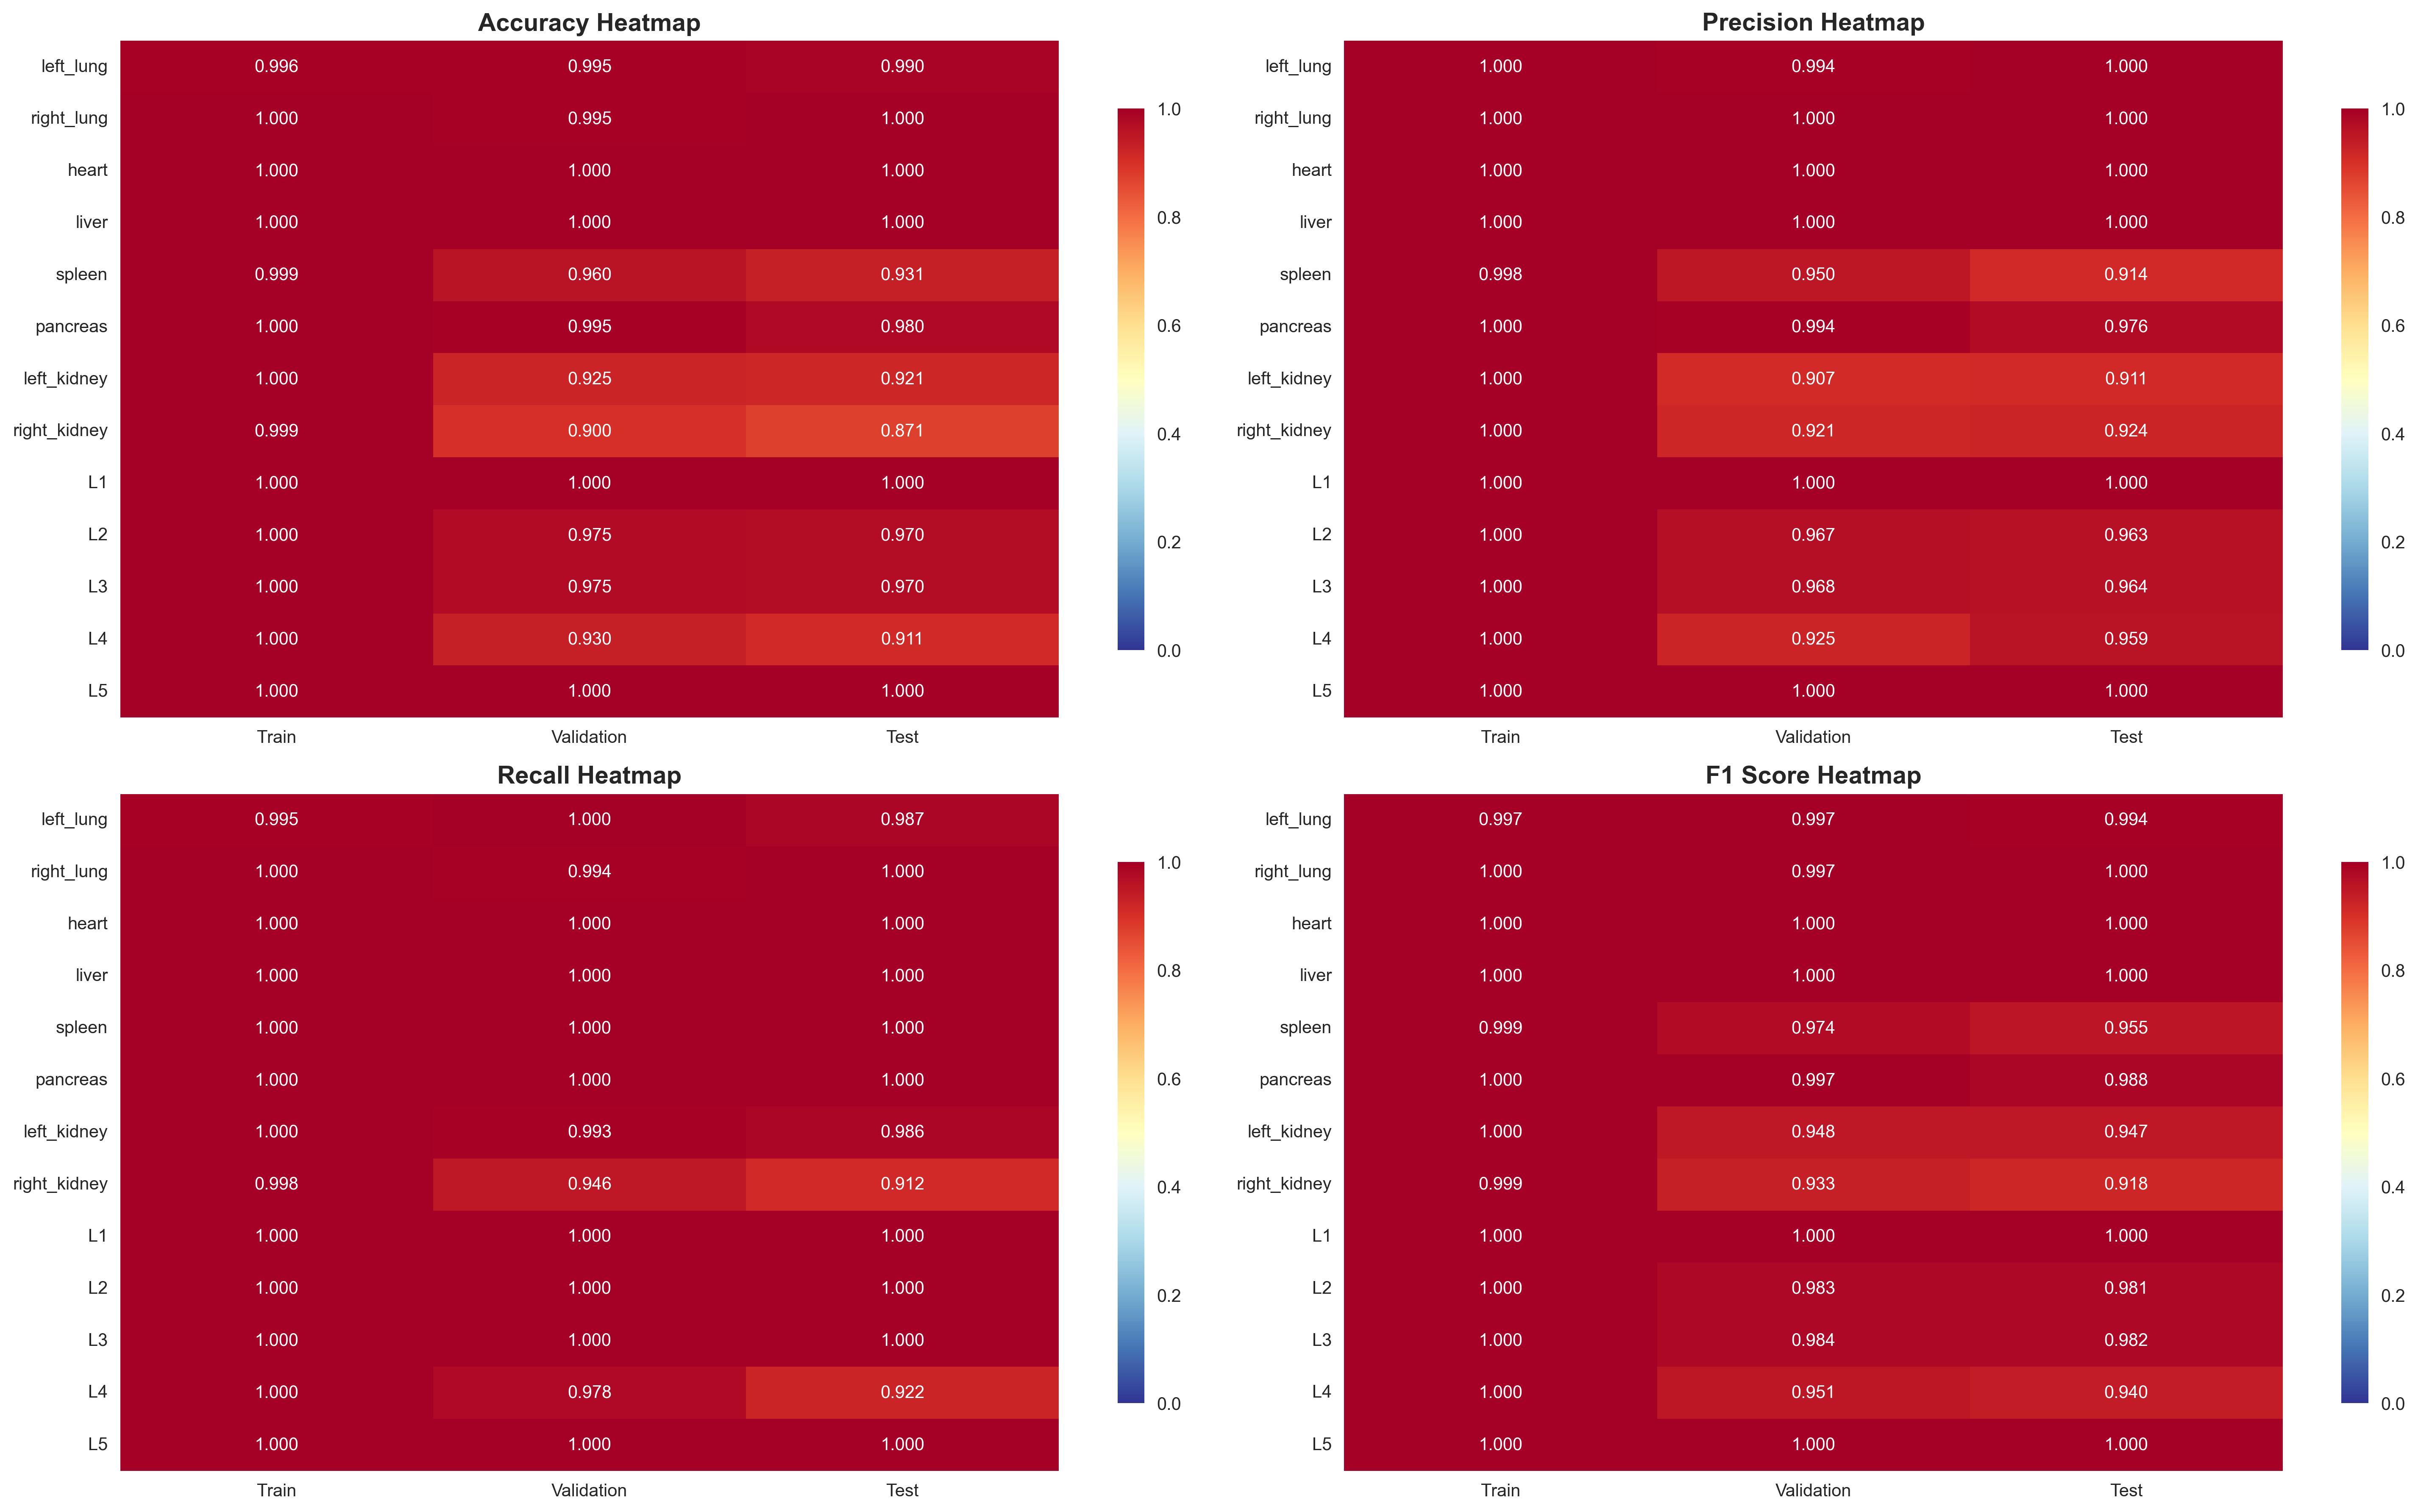 Accuracy Heatmap
left_lung 0.996 0.995 0.990
right_lung 1.000 0.995 1.000
heart 1.000 1.000 1.000
liver 1.000 1.000 1.000
spleen 0.999 0.960 0.931
pancreas 1.000 0.995 0.980
left_kidney 1.000 0.925 0.921
right_kidney 0.999 0.900 0.871
L1 1.000 1.000 1.000
L2 1.000 0.975 0.970
L3 1.000 0.975 0.970
L4 1.000 0.930 0.911
L5 1.000 1.000 1.000
Train Validation Test
1.0
0.8
0.6
0.4
0.2
0.0
Precision Heatmap
left_lung 1.000 0.994 1.000
right_lung 1.000 1.000 1.000
heart 1.000 1.000 1.000
liver 1.000 1.000 1.000
spleen 0.998 0.950 0.914
pancreas 1.000 0.994 0.976
left_kidney 1.000 0.907 0.911
right_kidney 1.000 0.921 0.924
L1 1.000 1.000 1.000
L2 1.000 0.967 0.963
L3 1.000 0.968 0.964
L4 1.000 0.925 0.959
L5 1.000 1.000 1.000
Train Validation Test
1.0
0.8
0.6
0.4
0.2
0.0
Recall Heatmap
left_lung 0.995 1.000 0.987
right_lung 1.000 0.994 1.000
heart 1.000 1.000 1.000
liver 1.000 1.000 1.000
spleen 1.000 1.000 1.000
pancreas 1.000 1.000 1.000
left_kidney 1.000 0.993 0.986
right_kidney 0.998 0.946 0.912
L1 1.000 1.000 1.000
L2 1.000 1.000 1.000
L3 1.000 1.000 1.000
L4 1.000 0.978 0.922
L5 1.000 1.000 1.000
Train Validation Test
1.0
0.8
0.6
0.4
0.2
0.0
F1 Score Heatmap
left_lung 0.997 0.997 0.994
right_lung 1.000 0.997 1.000
heart 1.000 1.000 1.000
liver 1.000 1.000 1.000
spleen 0.999 0.974 0.955
pancreas 1.000 0.997 0.988
left_kidney 1.000 0.948 0.947
right_kidney 0.999 0.933 0.918
L1 1.000 1.000 1.000
L2 1.000 0.983 0.981
L3 1.000 0.984 0.982
L4 1.000 0.951 0.940
L5 1.000 1.000 1.000
Train Validation Test
1.0
0.8
0.6
0.4
0.2
0.0